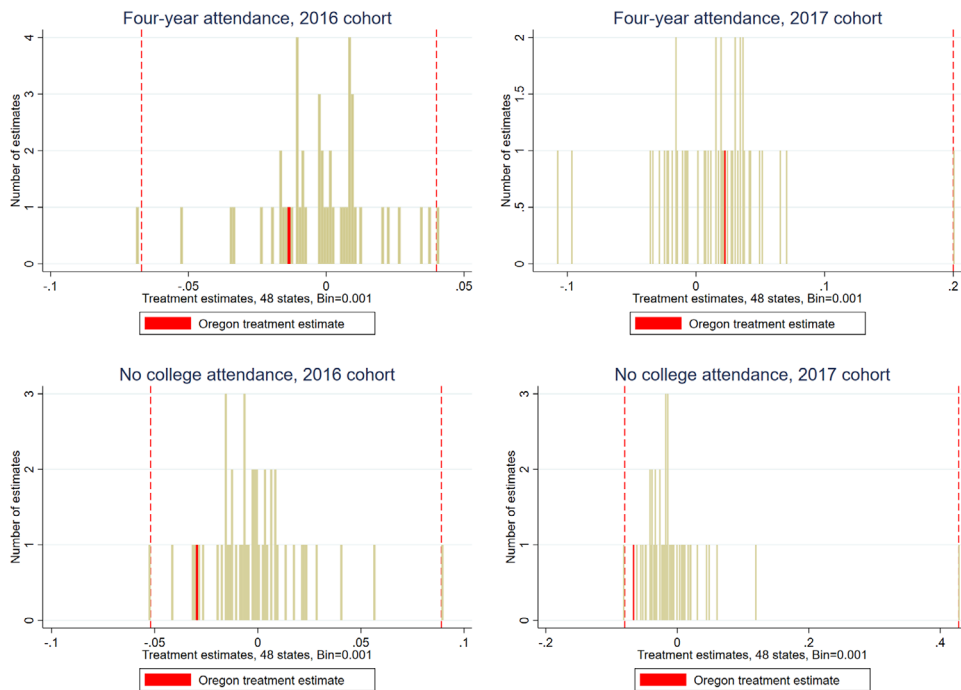 Four-year attendance, 2016 cohort
Number of estimates
4
3
2
1
0
-.1
-.05
0
.05
Treatment estimates, 48 states, Bin=0.001
Oregon treatment estimate
Four-year attendance, 2017 cohort
Number of estimates
2
1.5
1
.5
0
-.1
0
.1
.2
Treatment estimates, 48 states, Bin=0.001
Oregon treatment estimate
No college attendance, 2016 cohort
Number of estimates
3
2
1
0
-.1
-.05
0
.05
.1
Treatment estimates, 48 states, Bin=0.001
Oregon treatment estimate
No college attendance, 2017 cohort
Number of estimates
3
2
1
0
-.2
0
.2
.4
Treatment estimates, 48 states, Bin=0.001
Oregon treatment estimate